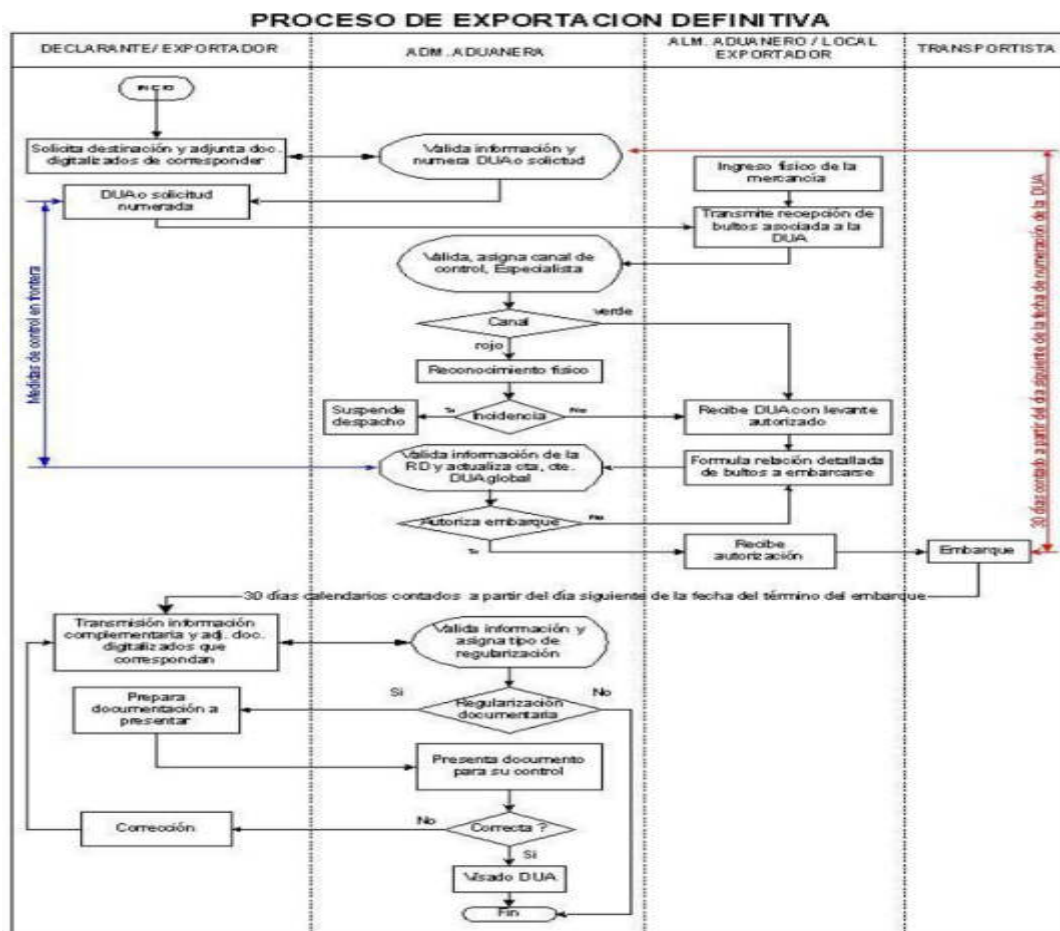 PROCESO DE EXPORTACION DEFINITIVA
DECLARANTE/ EXPORTADOR
ADM. ADUANERA
ALM. ADUANERO / LOCAL
EXPORTADOR
TRANSPORTISTA
INICIO
Solicita destinación y adjunta doc.
digitalizados de corresponder
Valida información y
numera DUA o solicitud
Ingreso físico de la
mercancía
DUA o solicitud
numerada
Transmite recepción de
bultos asociada a la
DUA
Valida, asigna canal de
control, Especialista
Canal
verde
rojo
Reconocimiento físico
Suspende
despacho
Incidencia
No
Recibe DUA con levante
autorizado
Valida información de la
RD y actualiza cta, cte.
DUA global
Formula relación detallada
de bultos a embarcarse
Autoriza embarque
No
Recibe
autorización
Embarque
Medidas de control en frontera
30 días contado a partir del día siguiente de la fecha de numeración de la DUA
30 días calendarios contados a partir del día siguiente de la fecha del término del embarque
Transmisión información
complementaria y adj. doc.
digitalizados que
correspondan
Valida información y
asigna tipo de
regularización
Si
No
Prepara
documentación a
presentar
Regularización
documentaria
Presenta documento
para su control
Corrección
No
Correcta ?
Si
Visado DUA
Fin